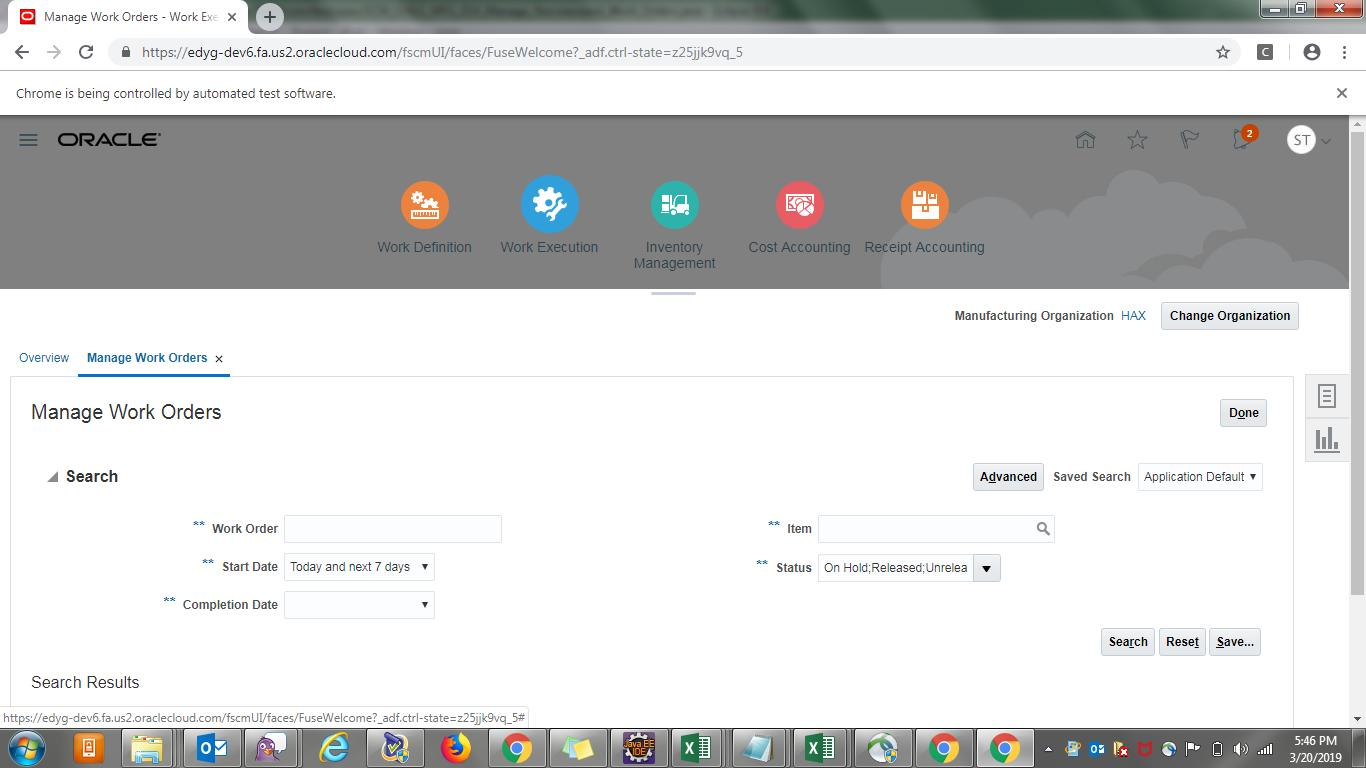 Manage Work Orders - Work Exe
https://edyg-dev6.fa.us2.oraclecloud.com/fscmUI/faces/FuseWelcome?_adf.ctrl-state=z25jjk9vq_5
C
Chrome is being controlled by automated test software.
ORACLE
2
ST
Work Definition
Work Execution
Inventory
Management
Cost Accounting
Receipt Accounting
Manufacturing Organization HAX Change Organization
Overview Manage Work Orders
Manage Work Orders
Done
Search
Advanced Saved Search Application Default
** Work Order
** Item
** Start Date Today and next 7 days
** Status On Hold;Released;Unrelea
** Completion Date
Search Reset Save...
Search Results
https://edyg-dev6.fa.us2.oraclecloud.com/fscmUI/faces/FuseWelcome?_adf.ctrl-state=z25jjk9vq_5#
Java EE
IDE
5:46 PM
3/20/2019